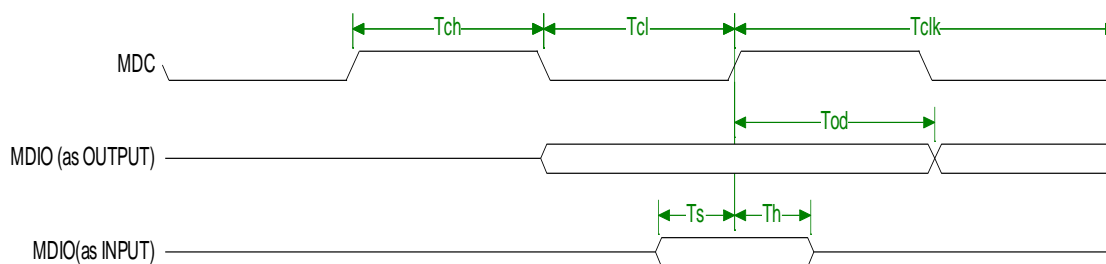 Tch Tcl Tclk
MDC
Tod
MDIO (as OUTPUT)
Ts Th
MDIO(as INPUT)